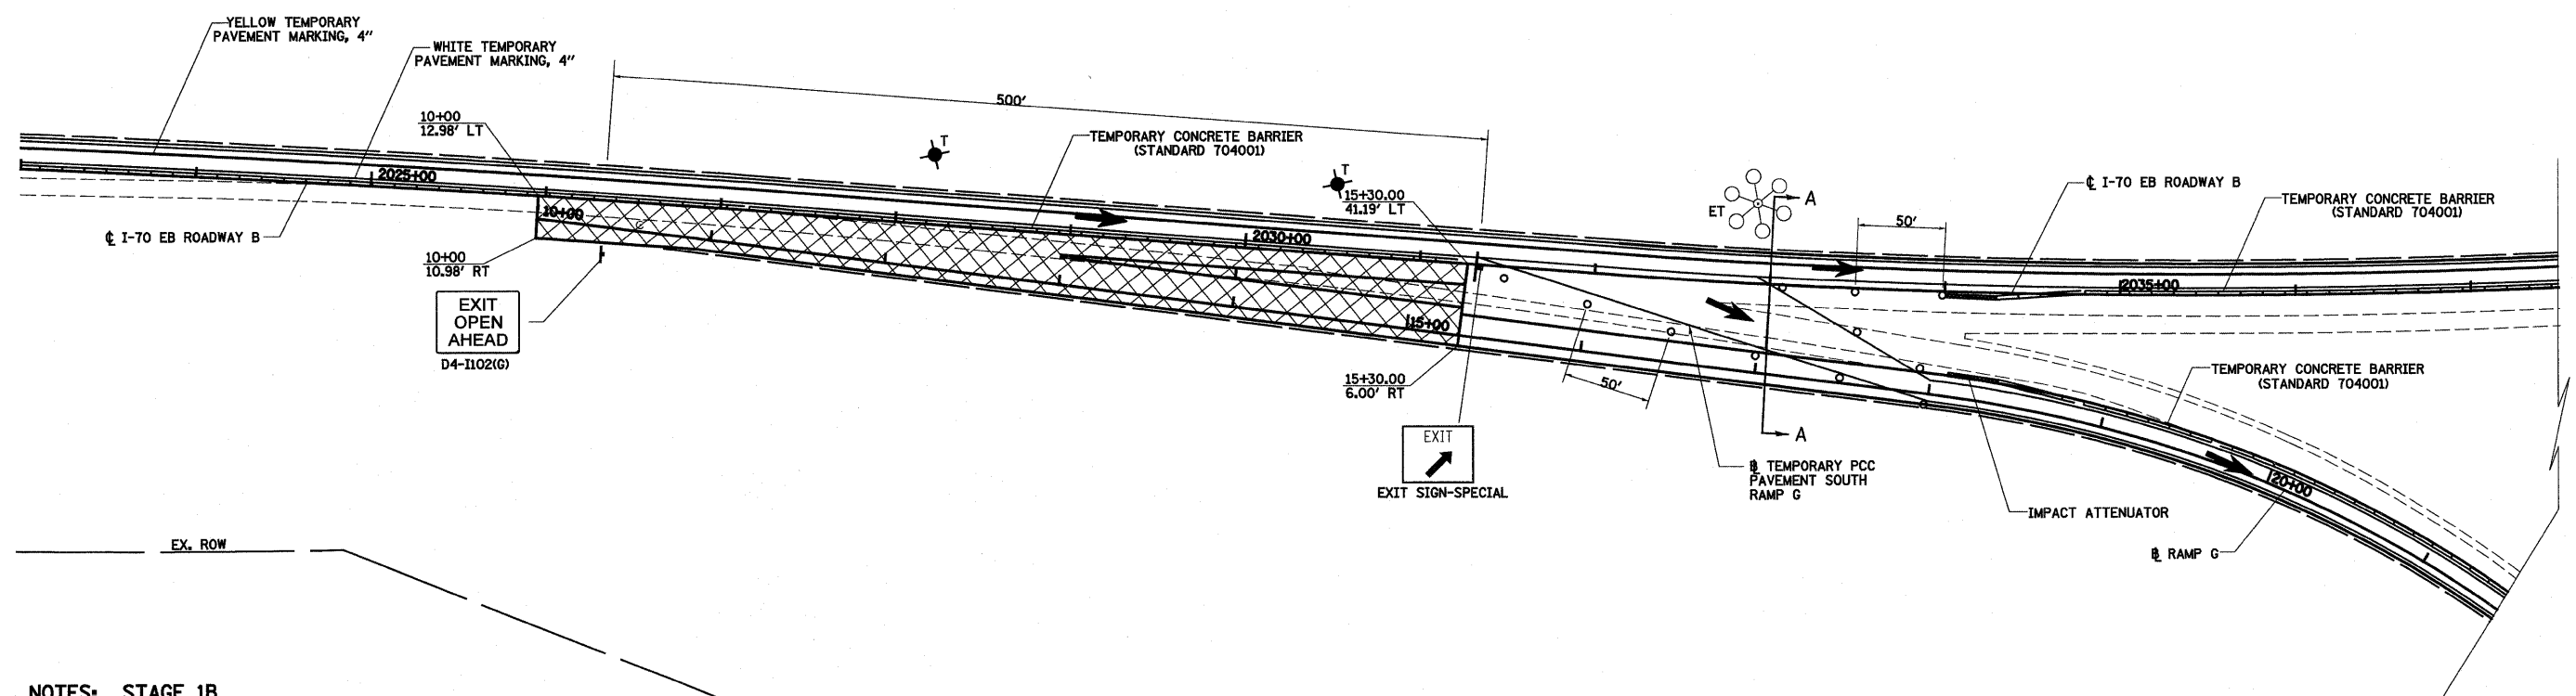 YELLOW TEMPORARY
PAVEMENT MARKING, 4"
WHITE TEMPORARY
PAVEMENT MARKING, 4"
500'
10+00
12.98' LT
TEMPORARY CONCRETE BARRIER
(STANDARD 704001)
T
T
15+30.00
41.19' LT
ET
A
50'
℄ I-70 EB ROADWAY B
TEMPORARY CONCRETE BARRIER
(STANDARD 704001)
2025+00
10+00
2030+00
2035+00
℄ I-70 EB ROADWAY B
10+00
10.98' RT
EXIT
OPEN
AHEAD
D4-I102(G)
15+00
15+30.00
6.00' RT
50'
TEMPORARY CONCRETE BARRIER
(STANDARD 704001)
A
EXIT
EXIT SIGN-SPECIAL
B TEMPORARY PCC
PAVEMENT SOUTH
RAMP G
20+00
IMPACT ATTENUATOR
B RAMP G
EX. ROW
NOTES: STAGE 1B